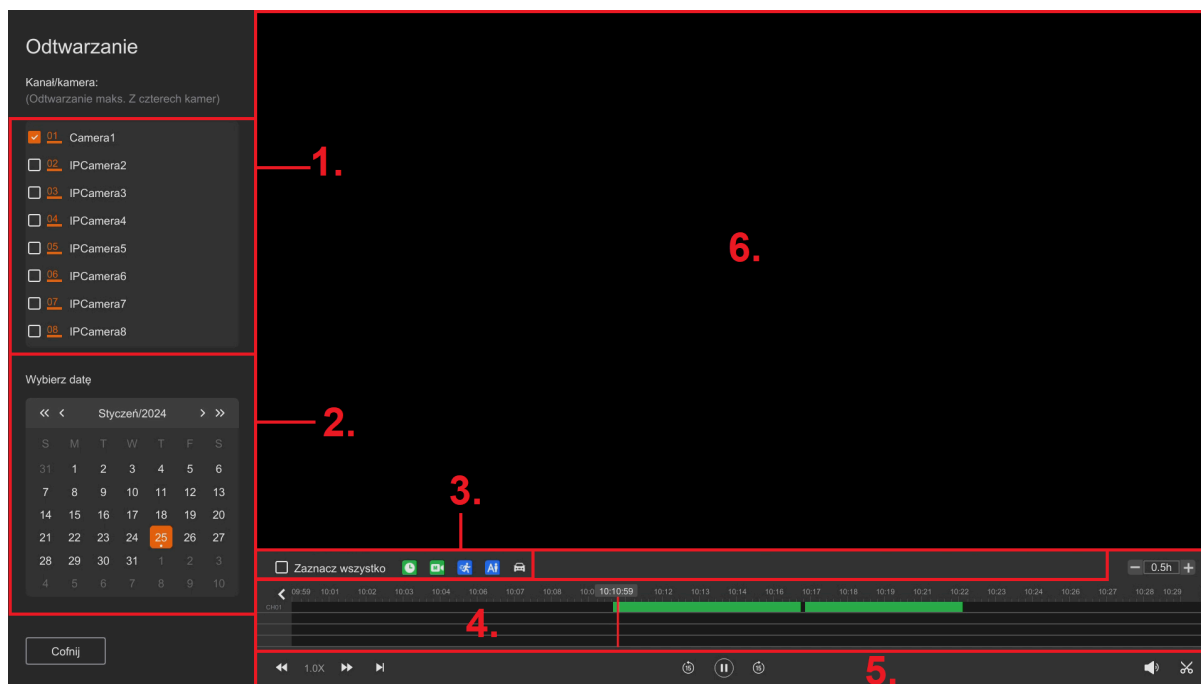 Odtwarzanie
Kanał/kamera:
(Odtwarzanie maks. Z czterech kamer)
01 Camera1
02 IPCamera2
03 IPCamera3
04 IPCamera4
05 IPCamera5
06 IPCamera6
07 IPCamera7
08 IPCamera8
1.
6.
Wybierz datę
Styczeń/2024
S M T W T F S
31 1 2 3 4 5 6
7 8 9 10 11 12 13
14 15 16 17 18 19 20
21 22 23 24 25 26 27
28 29 30 31 1 2 3
4 5 6 7 8 9 10
2.
3.
Zaznacz wszystko
0.5h
09:59 10:01 10:02 10:03 10:04 10:06 10:07 10:08 10:0 10:10:59 10:12 10:13 10:14 10:16 10:17 10:18 10:19 10:21 10:22 10:23 10:24 10:26 10:27 10:28 10:29
CH01
4.
Cofnij
1.0X
15
15
5.